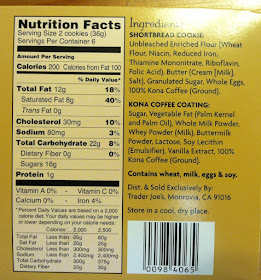 Nutrition Facts
Serving Size 2 cookies (36g)
Servings Per Container 6
Amount Per Serving
Calories 200 Calories from Fat 100
% Daily Value*
Total Fat 12g 18%
Saturated Fat 8g 40%
Trans Fat 0g
Cholesterol 30mg 10%
Sodium 80mg 3%
Total Carbohydrate 22g 8%
Dietary Fiber 0g 0%
Sugars 16g
Protein 1g
Vitamin A 0% • Vitamin C 0%
Calcium 0% • Iron 4%
*Percent Daily Values are based on a 2,000
calorie diet. Your daily values may be higher
or lower depending on your calorie needs:
Calories 2,000 2,500
Total Fat Less than 65g 80g
Sat Fat Less than 20g 25g
Cholesterol Less than 300mg 300mg
Sodium Less than 2,400mg 2,400mg
Total Carbohydrate 300g 375g
Dietary Fiber 25g 30g
Ingredients
SHORTBREAD COOKIE:
Unbleached Enriched Flour (Wheat
Flour, Niacin, Reduced Iron,
Thiamine Mononitrate, Riboflavin,
Folic Acid), Butter (Cream [Milk],
Salt), Granulated Sugar, Whole Eggs,
100% Kona Coffee (Ground).
KONA COFFEE COATING:
Sugar, Vegetable Fat (Palm Kernel
and Palm Oil), Whole Milk Powder,
Whey Powder (Milk), Buttermilk
Powder, Lactose, Soy Lecithin
(Emulsifier), Vanilla Extract, 100%
Kona Coffee (Ground).
Contains wheat, milk, eggs & soy.
Dist. & Sold Exclusively By:
Trader Joe's, Monrovia, CA 91016
Store in a cool, dry place.
0098 4065